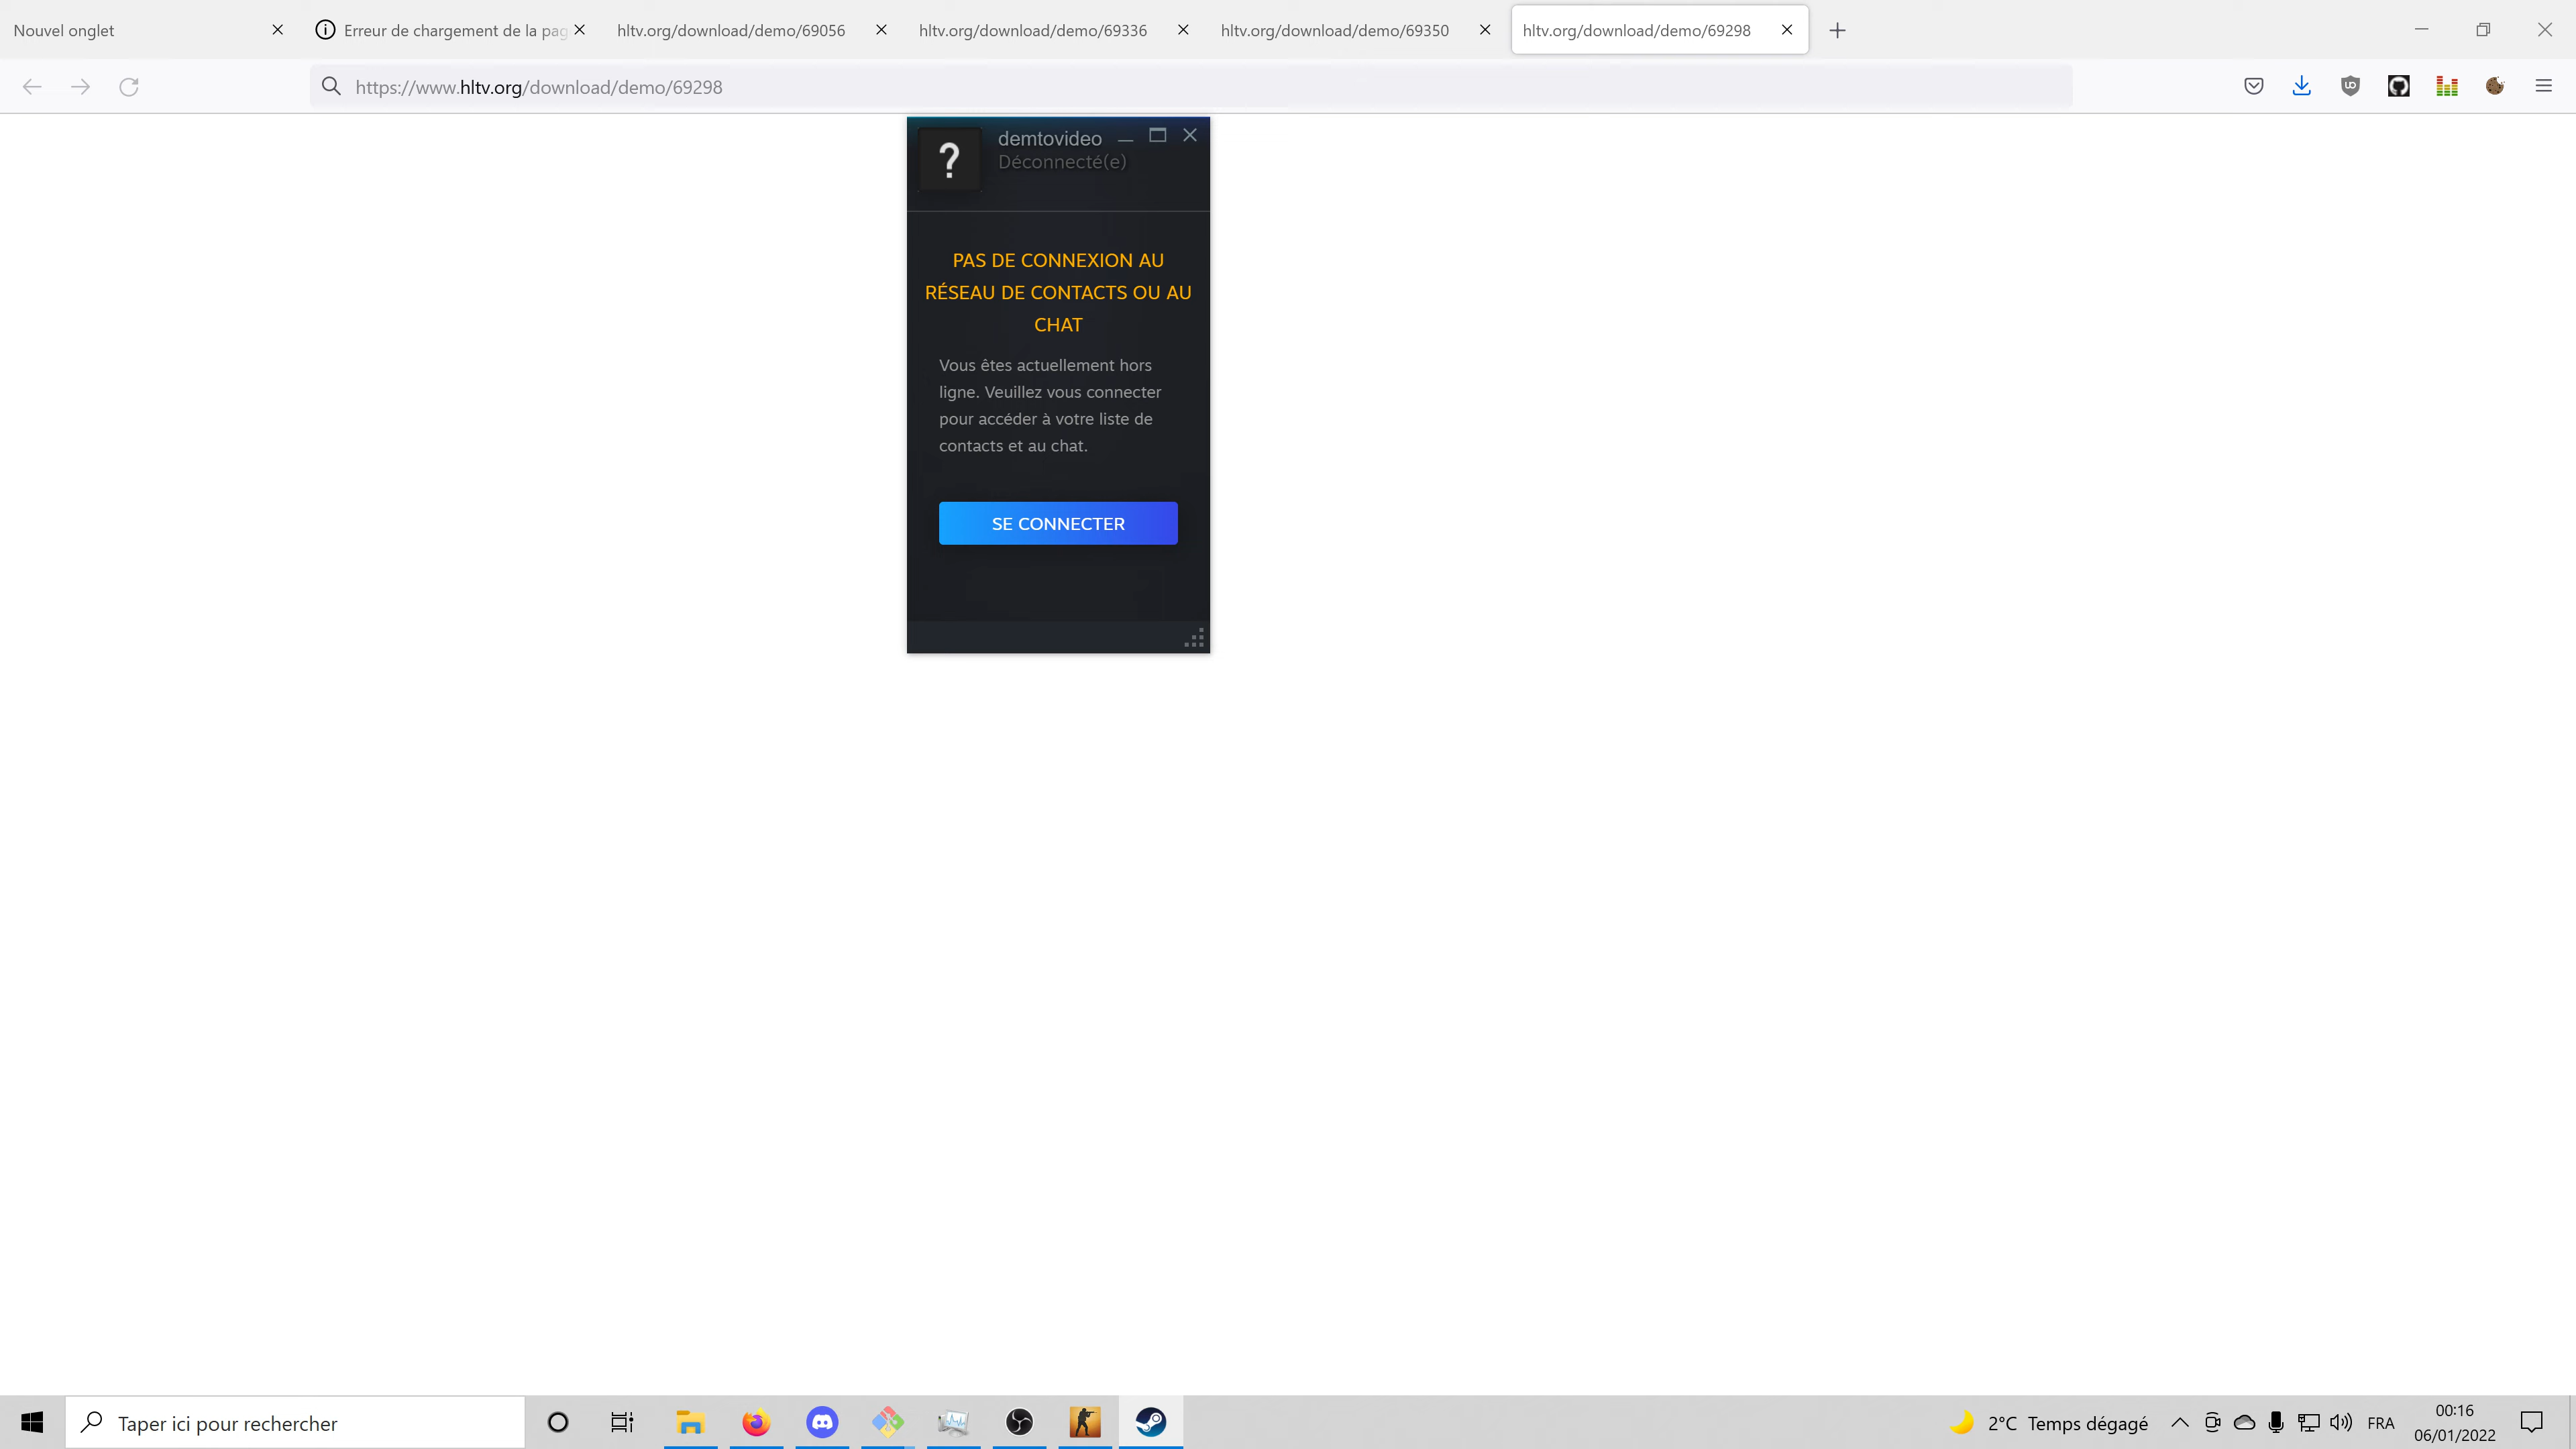 Nouvel onglet
Erreur de chargement de la pag
hltv.org/download/demo/69056
hltv.org/download/demo/69336
hltv.org/download/demo/69350
hltv.org/download/demo/69298
https://www.hltv.org/download/demo/69298
demtovideo
Déconnecté(e)
PAS DE CONNEXION AU
RÉSEAU DE CONTACTS OU AU
CHAT
Vous êtes actuellement hors
ligne. Veuillez vous connecter
pour accéder à votre liste de
contacts et au chat.
SE CONNECTER
Taper ici pour rechercher
2°C Temps dégagé
FRA
00:16
06/01/2022